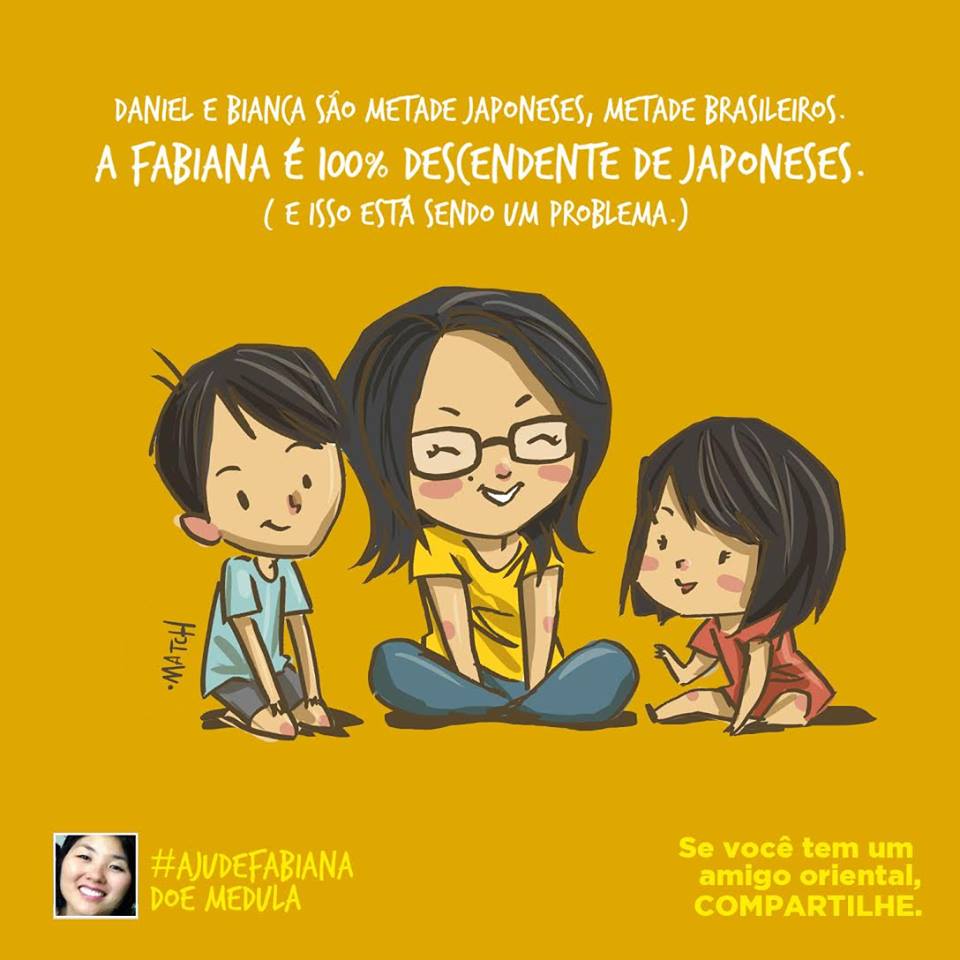 DANIEL E BIANCA SÃO METADE JAPONESES, METADE BRASILEIROS.
A FABIANA É 100% DESCENDENTE DE JAPONESES.
( E ISSO ESTÁ SENDO UM PROBLEMA.)
•MATCH
#AJUDEFABIANA
DOE MEDULA
Se você tem um
amigo oriental,
COMPARTILHE.